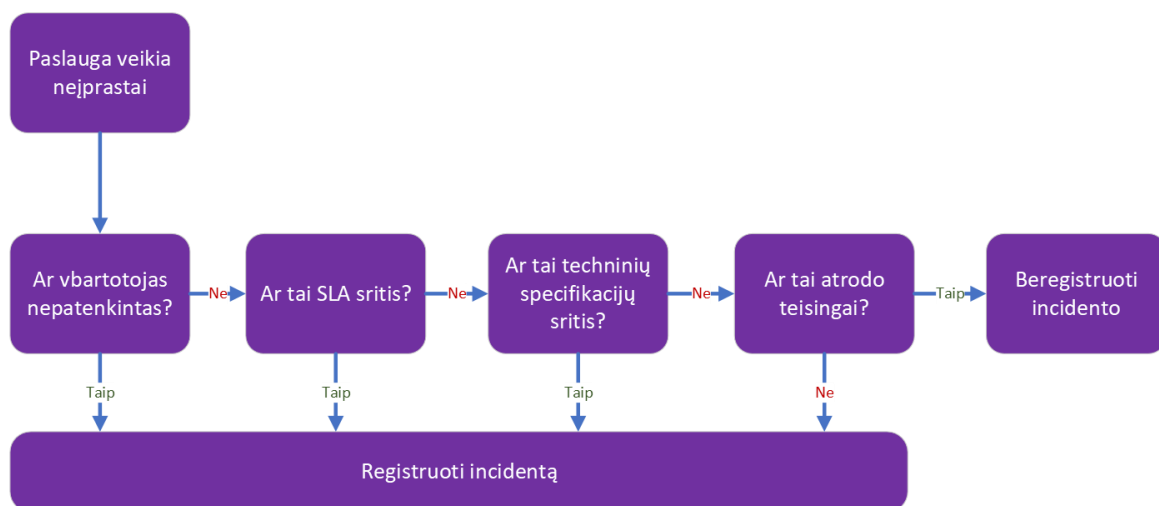 Paslauga veikia
neįprastai
Ar vbartotojas
nepatenkintas?
Ne
Ar tai SLA sritis?
Ne
Ar tai techninių
specifikacijų
sritis?
Ne
Ar tai atrodo
teisingai?
Taip
Beregistruoti
incidento
Taip
Taip
Taip
Ne
Registruoti incidentą